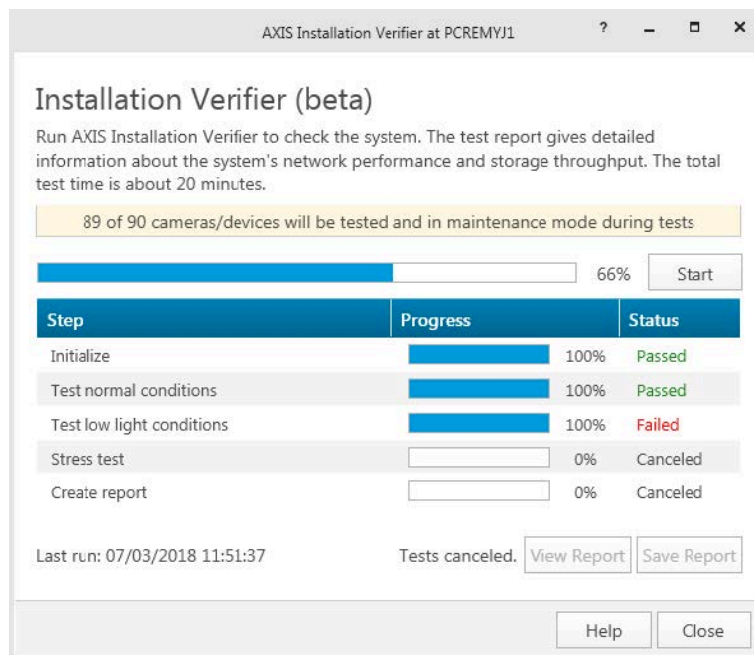 AXIS Installation Verifier at PCREMYJ1
Installation Verifier (beta)
Run AXIS Installation Verifier to check the system. The test report gives detailed
information about the system's network performance and storage throughput. The total
test time is about 20 minutes.
89 of 90 cameras/devices will be tested and in maintenance mode during tests
66% Start
Step Progress Status
Initialize 100% Passed
Test normal conditions 100% Passed
Test low light conditions 100% Failed
Stress test 0% Canceled
Create report 0% Canceled
Last run: 07/03/2018 11:51:37 Tests canceled. View Report Save Report
Help Close